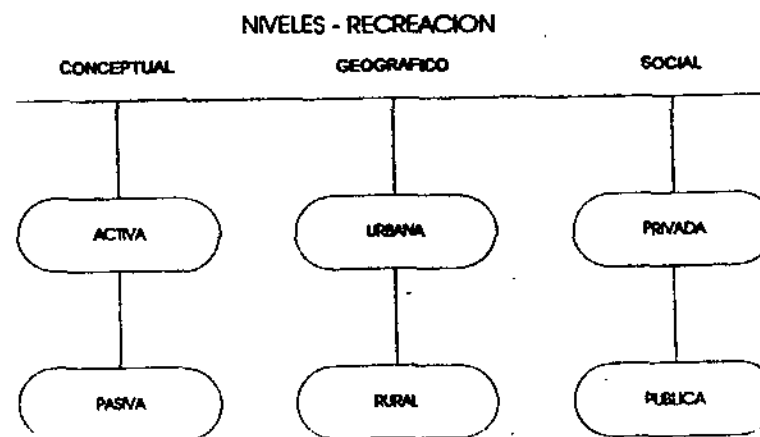 NIVELES - RECREACION
CONCEPTUAL GEOGRAFICO SOCIAL
ACTIVA URBANA PRIVADA
PASIVA RURAL PUBLICA